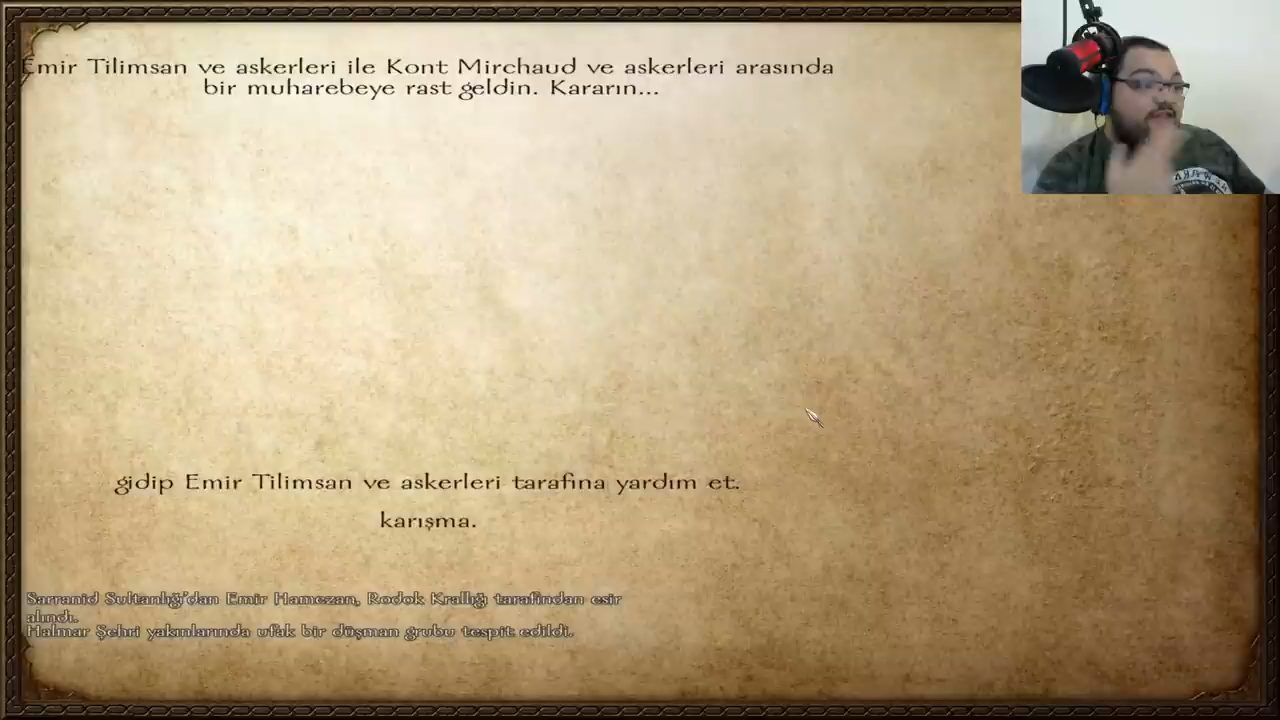 Emir Tilimsan ve askerleri ile Kont Mirchaud ve askerleri arasında
bir muharebeye rast geldin. Kararın...
gidip Emir Tilimsan ve askerleri tarafına yardım et.
karışma.
Sarranid Sultanlığı'dan Emir Hamezan, Rodok Krallığı tarafından esir
alındı.
Halmar Şehri yakınlarında ufak bir düşman grubu tespit edildi.